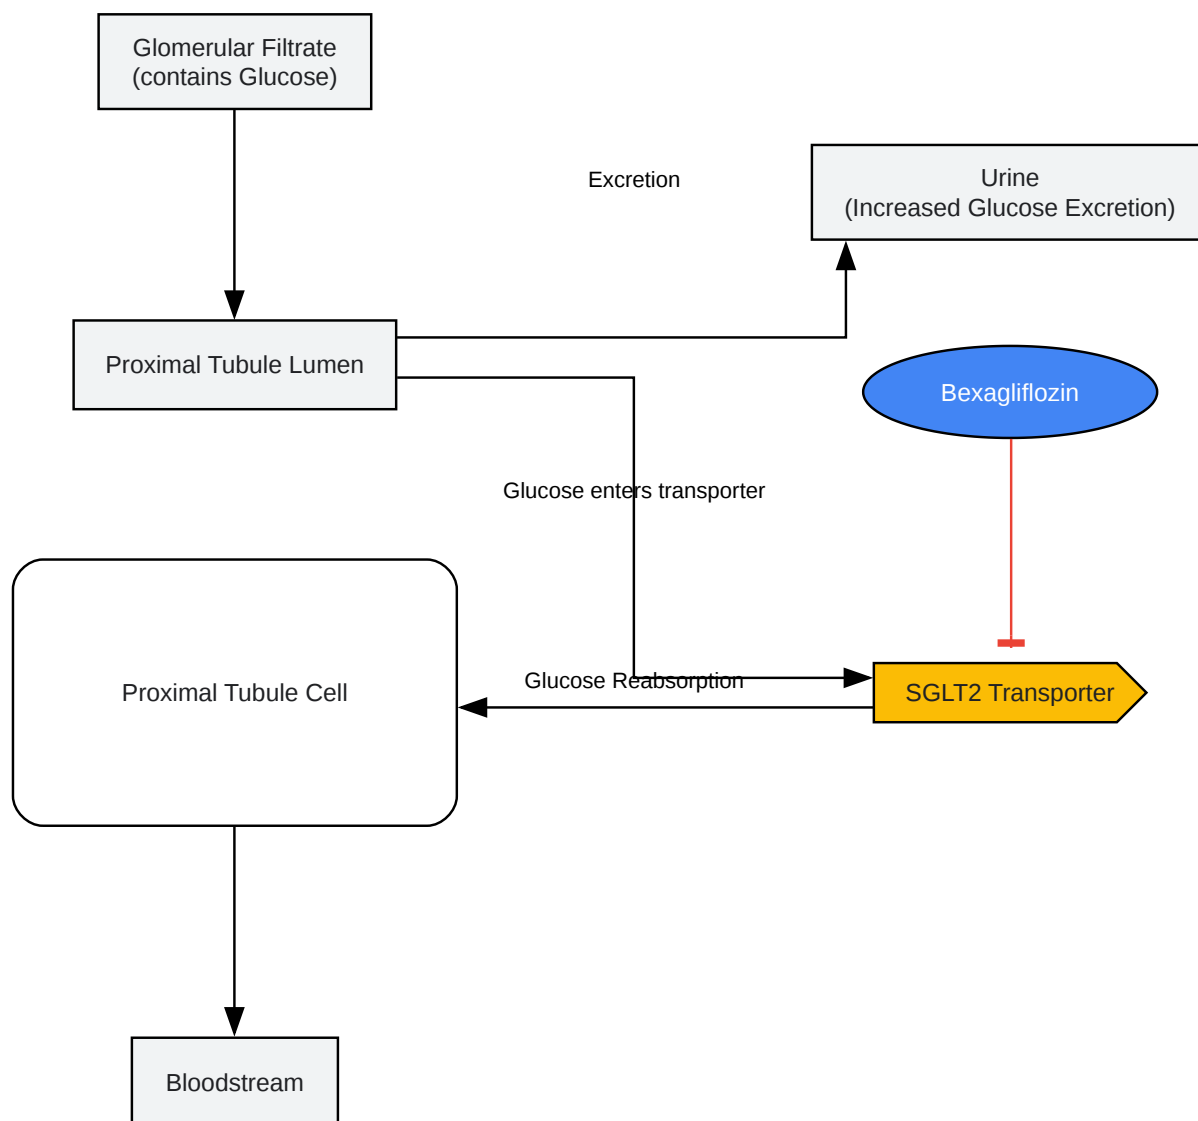 Glomerular Filtrate
(contains Glucose)
Excretion
Urine
(Increased Glucose Excretion)
Proximal Tubule Lumen
Bexagliflozin
Glucose enters transporter
Glucose Reabsorption
Proximal Tubule Cell
SGLT2 Transporter
Bloodstream